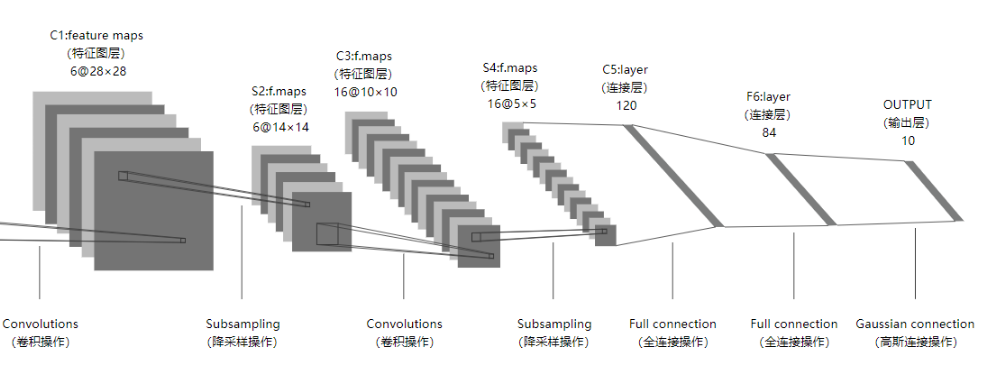 C1:feature maps
(特征图层)
6@28×28
S2:f.maps
(特征图层)
6@14×14
C3:f.maps
(特征图层)
16@10×10
S4:f.maps
(特征图层)
16@5×5
C5:layer
(连接层)
120
F6:layer
(连接层)
84
OUTPUT
(输出层)
10
Convolutions
(卷积操作)
Subsampling
(降采样操作)
Convolutions
(卷积操作)
Subsampling
(降采样操作)
Full connection
(全连接操作)
Full connection
(全连接操作)
Gaussian connection
(高斯连接操作)